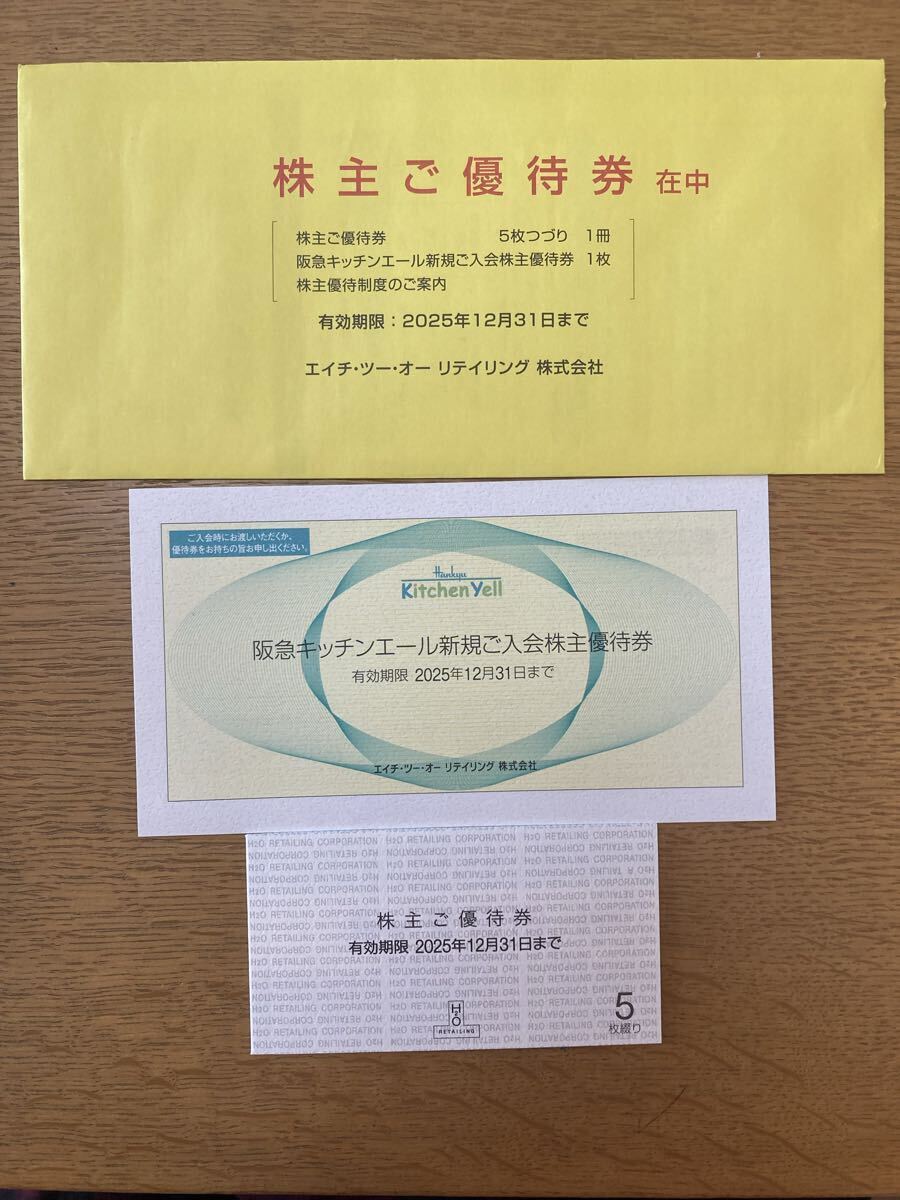 株主ご優待券 在中
株主ご優待券 5枚つづり 1冊
阪急キッチンエール新規ご入会株主優待券 1枚
株主優待制度のご案内
有効期限：2025年12月31日まで
エイチ・ツー・オー リテイリング 株式会社
ご入会時にお渡しいただくか、
優待券をお持ちの旨お申し出ください。
Hankyu
Kitchen Yell
阪急キッチンエール新規ご入会株主優待券
有効期限 2025年12月31日まで
エイチ・ツー・オー リテイリング 株式会社
H2O RETAILING CORPORATION
株主ご優待券
有効期限 2025年12月31日まで
H2O
RETAILING
5
枚綴り